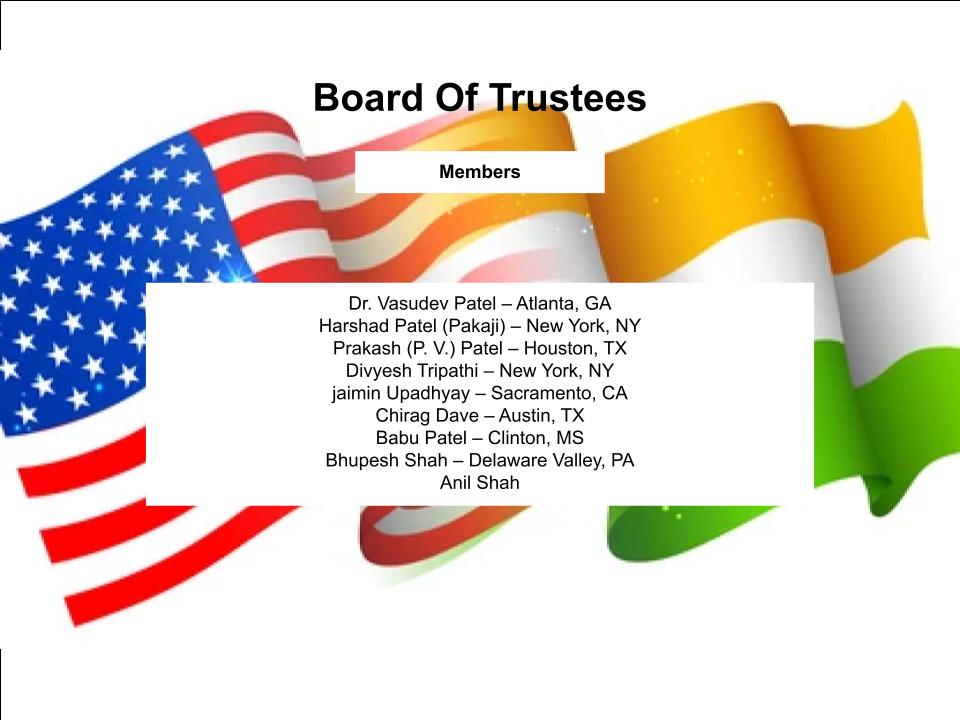 Board Of Trustees
Members
Dr. Vasudev Patel – Atlanta, GA
Harshad Patel (Pakaji) – New York, NY
Prakash (P. V.) Patel – Houston, TX
Divyesh Tripathi – New York, NY
jaimin Upadhyay – Sacramento, CA
Chirag Dave – Austin, TX
Babu Patel – Clinton, MS
Bhupesh Shah – Delaware Valley, PA
Anil Shah